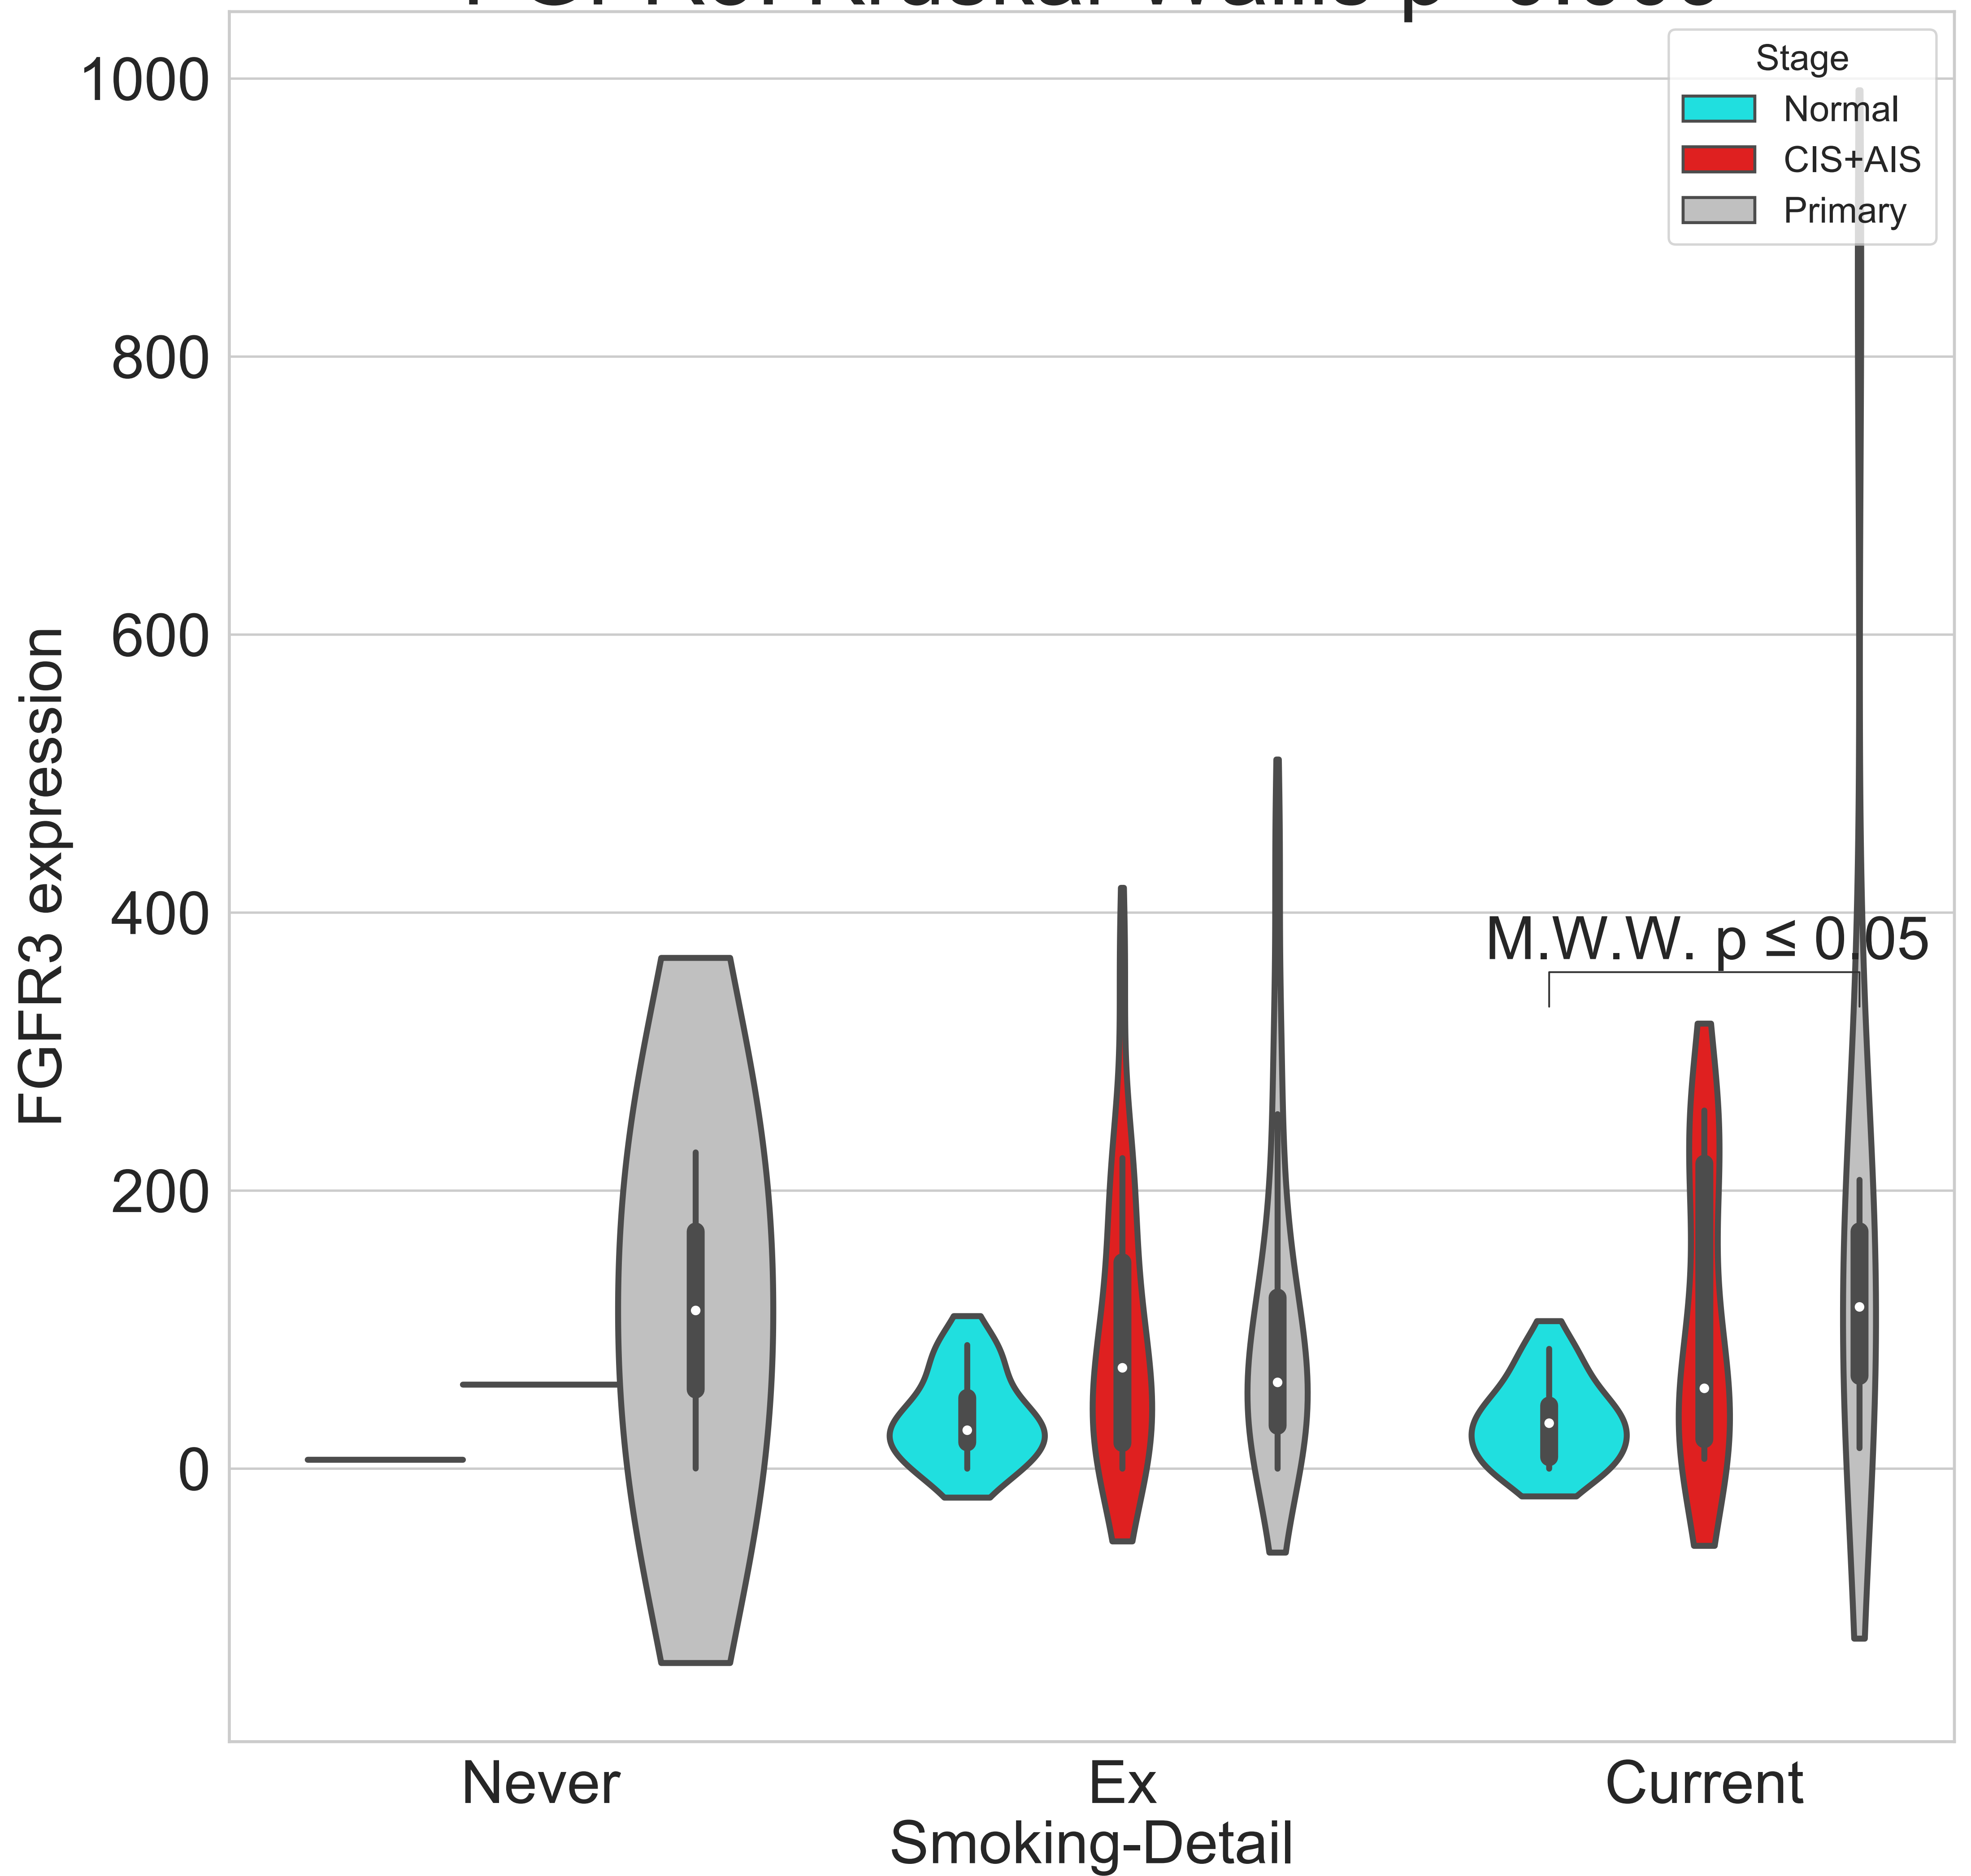 1000
800
600
400
200
0
FGFR3 expression
Stage
Normal
CIS+AIS
Primary
M.W.W. p ≤ 0.05
Never
Ex
Current
Smoking-Detail